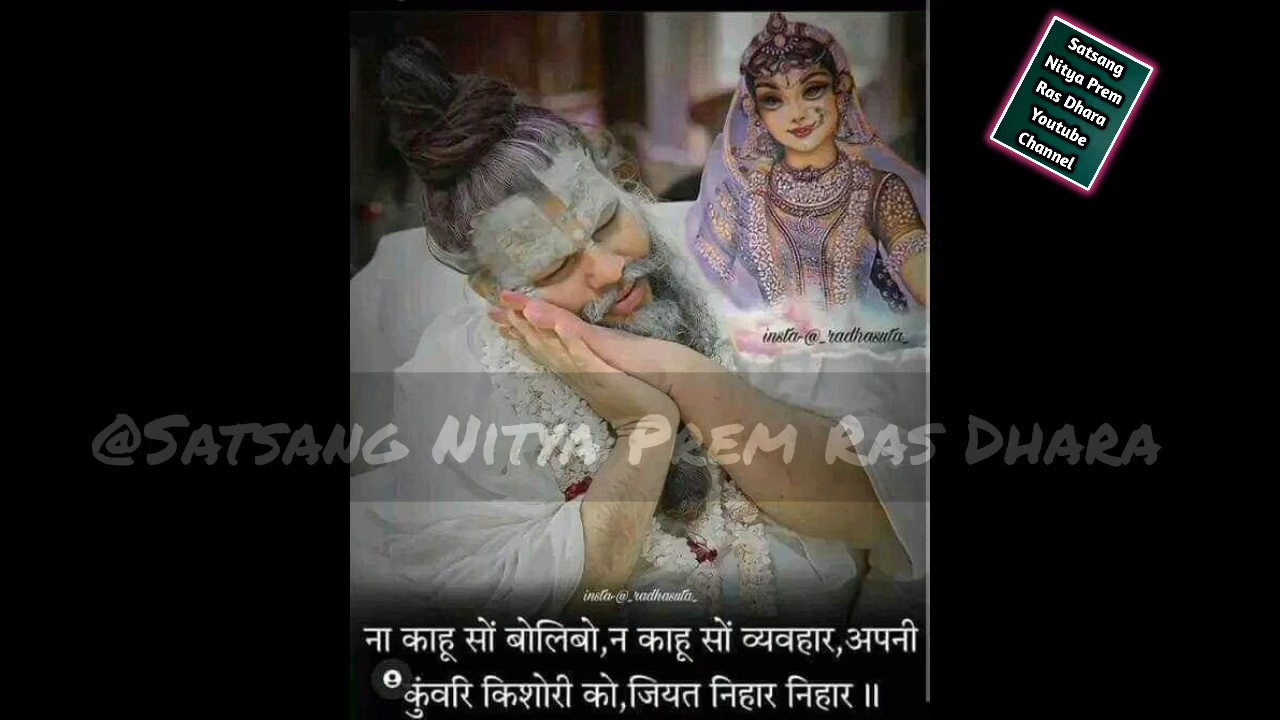 Satsang
Nitya Prem
Ras Dhara
Youtube
Channel
insta-@_radhasuta_
@Satsang Nitya Prem Ras Dhara
insta-@_radhasuta_
ना काहू सों बोलिबो,न काहू सों व्यवहार,अपनी
कुंवरि किशोरी को,जियत निहार निहार ॥